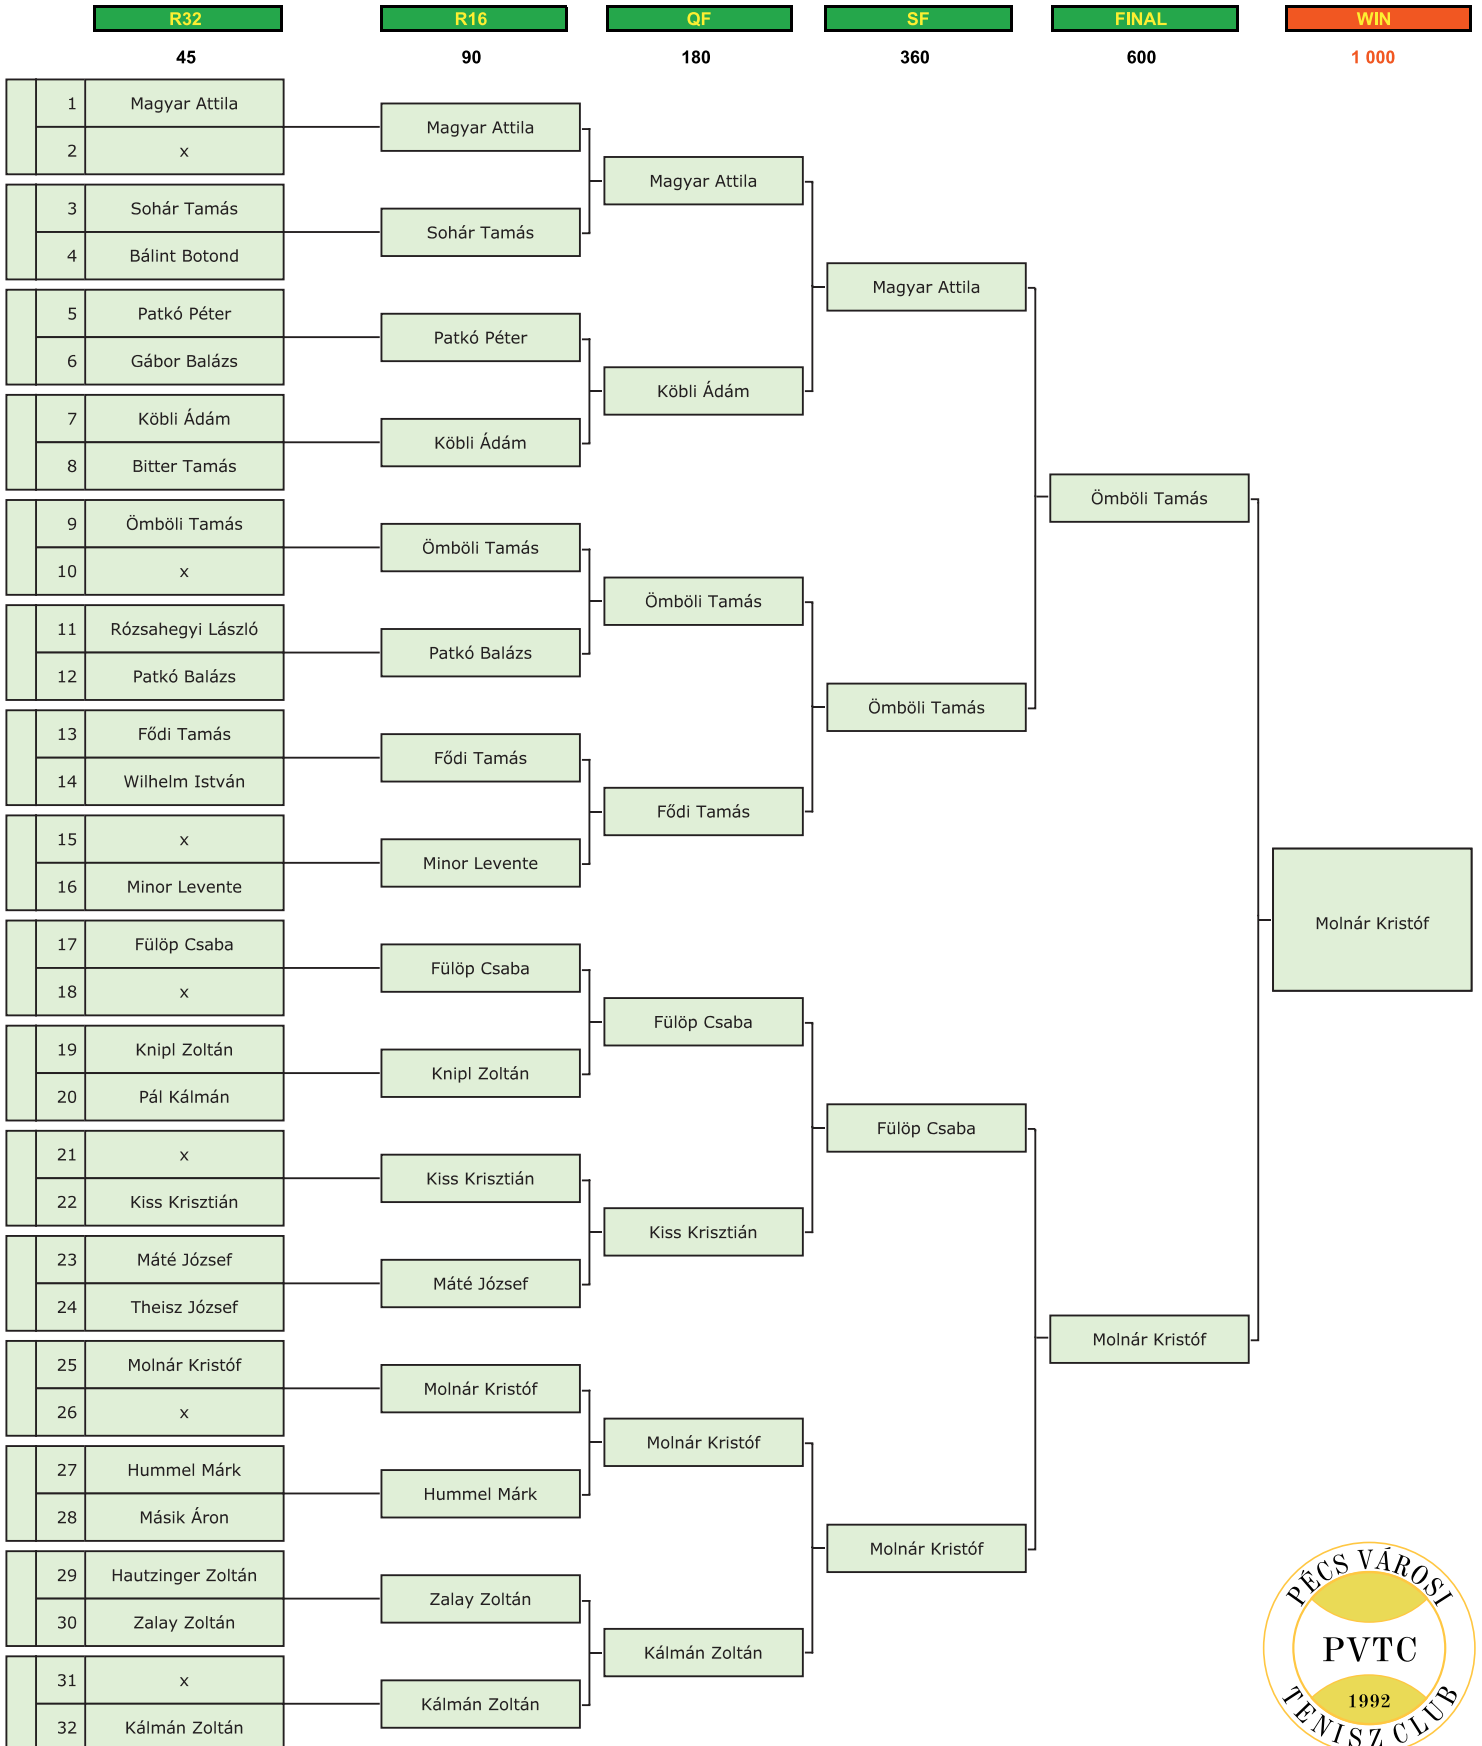 R32 R16 QF SF FINAL WIN
45 90 180 360 600 1 000
1 Magyar Attila
2 x
3 Sohár Tamás
4 Bálint Botond
5 Patkó Péter
6 Gábor Balázs
7 Köbli Ádám
8 Bitter Tamás
9 Ömböli Tamás
10 x
11 Rózsahegyi László
12 Patkó Balázs
13 Fődi Tamás
14 Wilhelm István
15 x
16 Minor Levente
17 Fülöp Csaba
18 x
19 Knipl Zoltán
20 Pál Kálmán
21 x
22 Kiss Krisztián
23 Máté József
24 Theisz József
25 Molnár Kristóf
26 x
27 Hummel Márk
28 Másik Áron
29 Hautzinger Zoltán
30 Zalay Zoltán
31 x
32 Kálmán Zoltán
Magyar Attila
Sohár Tamás
Patkó Péter
Köbli Ádám
Ömböli Tamás
Patkó Balázs
Fődi Tamás
Minor Levente
Fülöp Csaba
Knipl Zoltán
Kiss Krisztián
Máté József
Molnár Kristóf
Hummel Márk
Zalay Zoltán
Kálmán Zoltán
Magyar Attila
Köbli Ádám
Ömböli Tamás
Fődi Tamás
Fülöp Csaba
Kiss Krisztián
Molnár Kristóf
Kálmán Zoltán
Magyar Attila
Ömböli Tamás
Fülöp Csaba
Molnár Kristóf
Ömböli Tamás
Molnár Kristóf
Molnár Kristóf
PÉCS VÁROSI
PVTC
1992
TENISZ CLUB